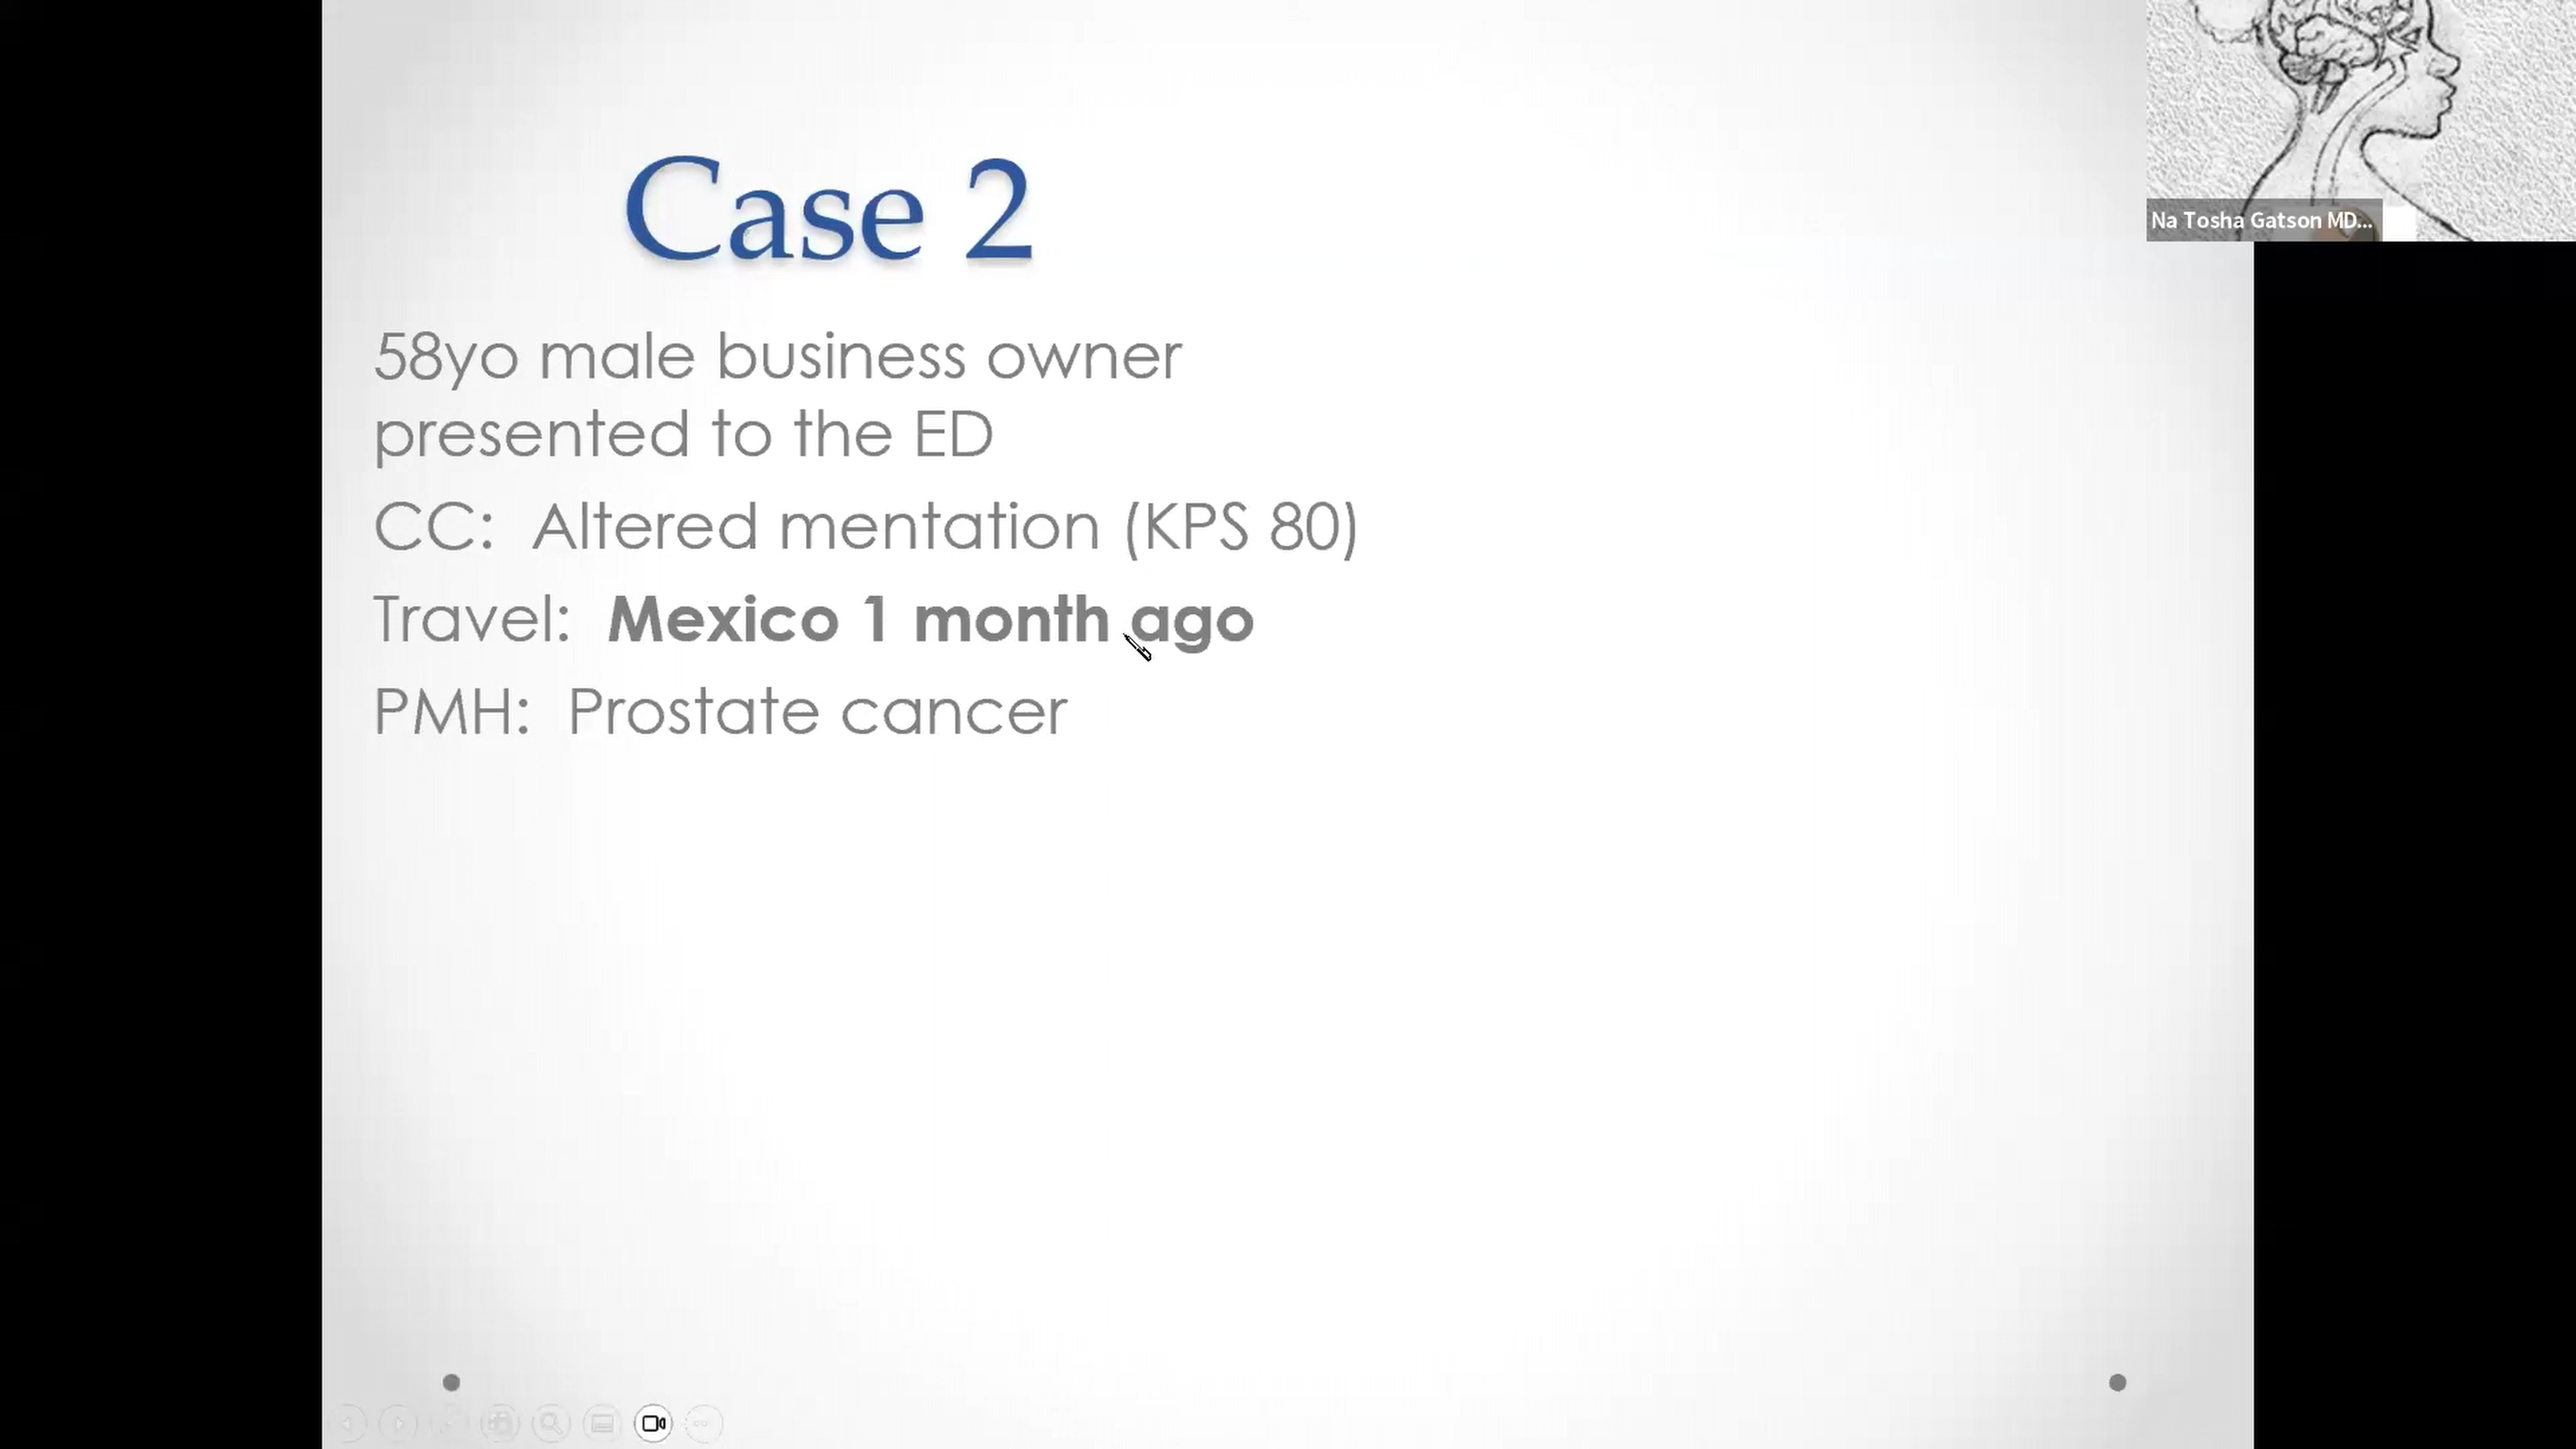 Case 2
58yo male business owner
presented to the ED
CC: Altered mentation (KPS 80)
Travel: Mexico 1 month ago
PMH: Prostate cancer
Na Tosha Gatson MD...